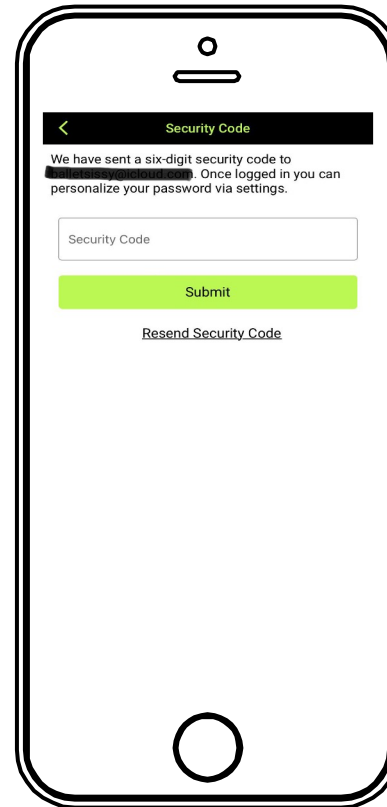 Security Code
We have sent a six-digit security code to
. Once logged in you can
personalize your password via settings.
Security Code
Submit
Resend Security Code